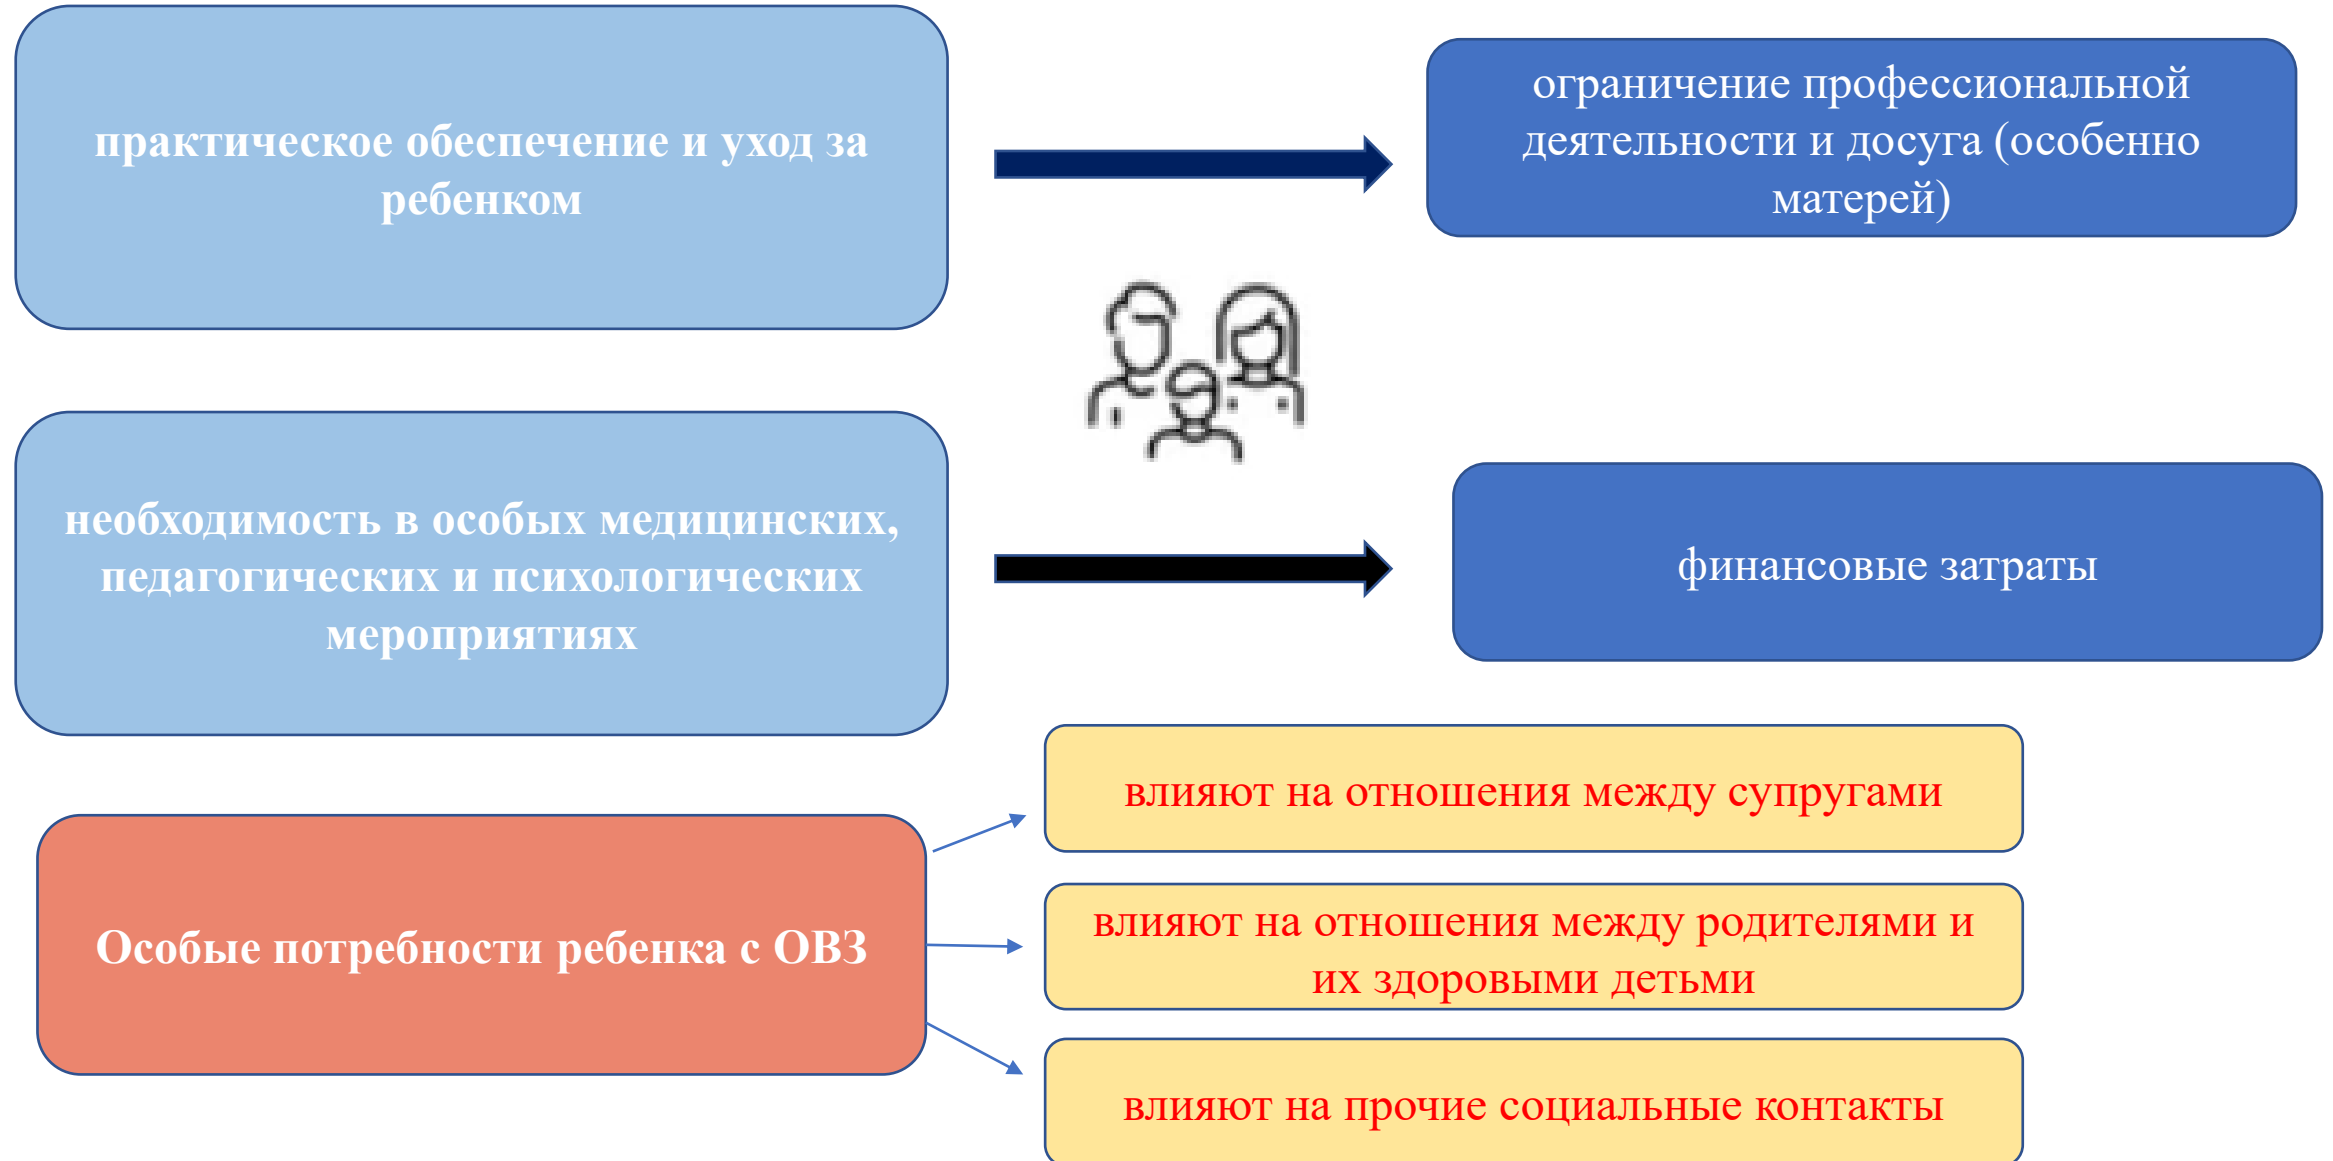 практическое обеспечение и уход за
ребенком
ограничение профессиональной
деятельности и досуга (особенно
матерей)
необходимость в особых медицинских,
педагогических и психологических
мероприятиях
финансовые затраты
Особые потребности ребенка с ОВЗ
влияют на отношения между супругами
влияют на отношения между родителями и
их здоровыми детьми
влияют на прочие социальные контакты